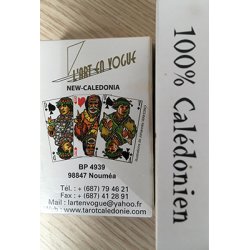 L'ART EN VOGUE
NEW-CALEDONIA
BP 4939
98847 Nouméa
Tél. : + (687) 79 46 21
Fax : + (687) 41 28 91
Mail : lartenvogue@yahoo.fr
www.tarotcaledonie.com
100% Calédonien